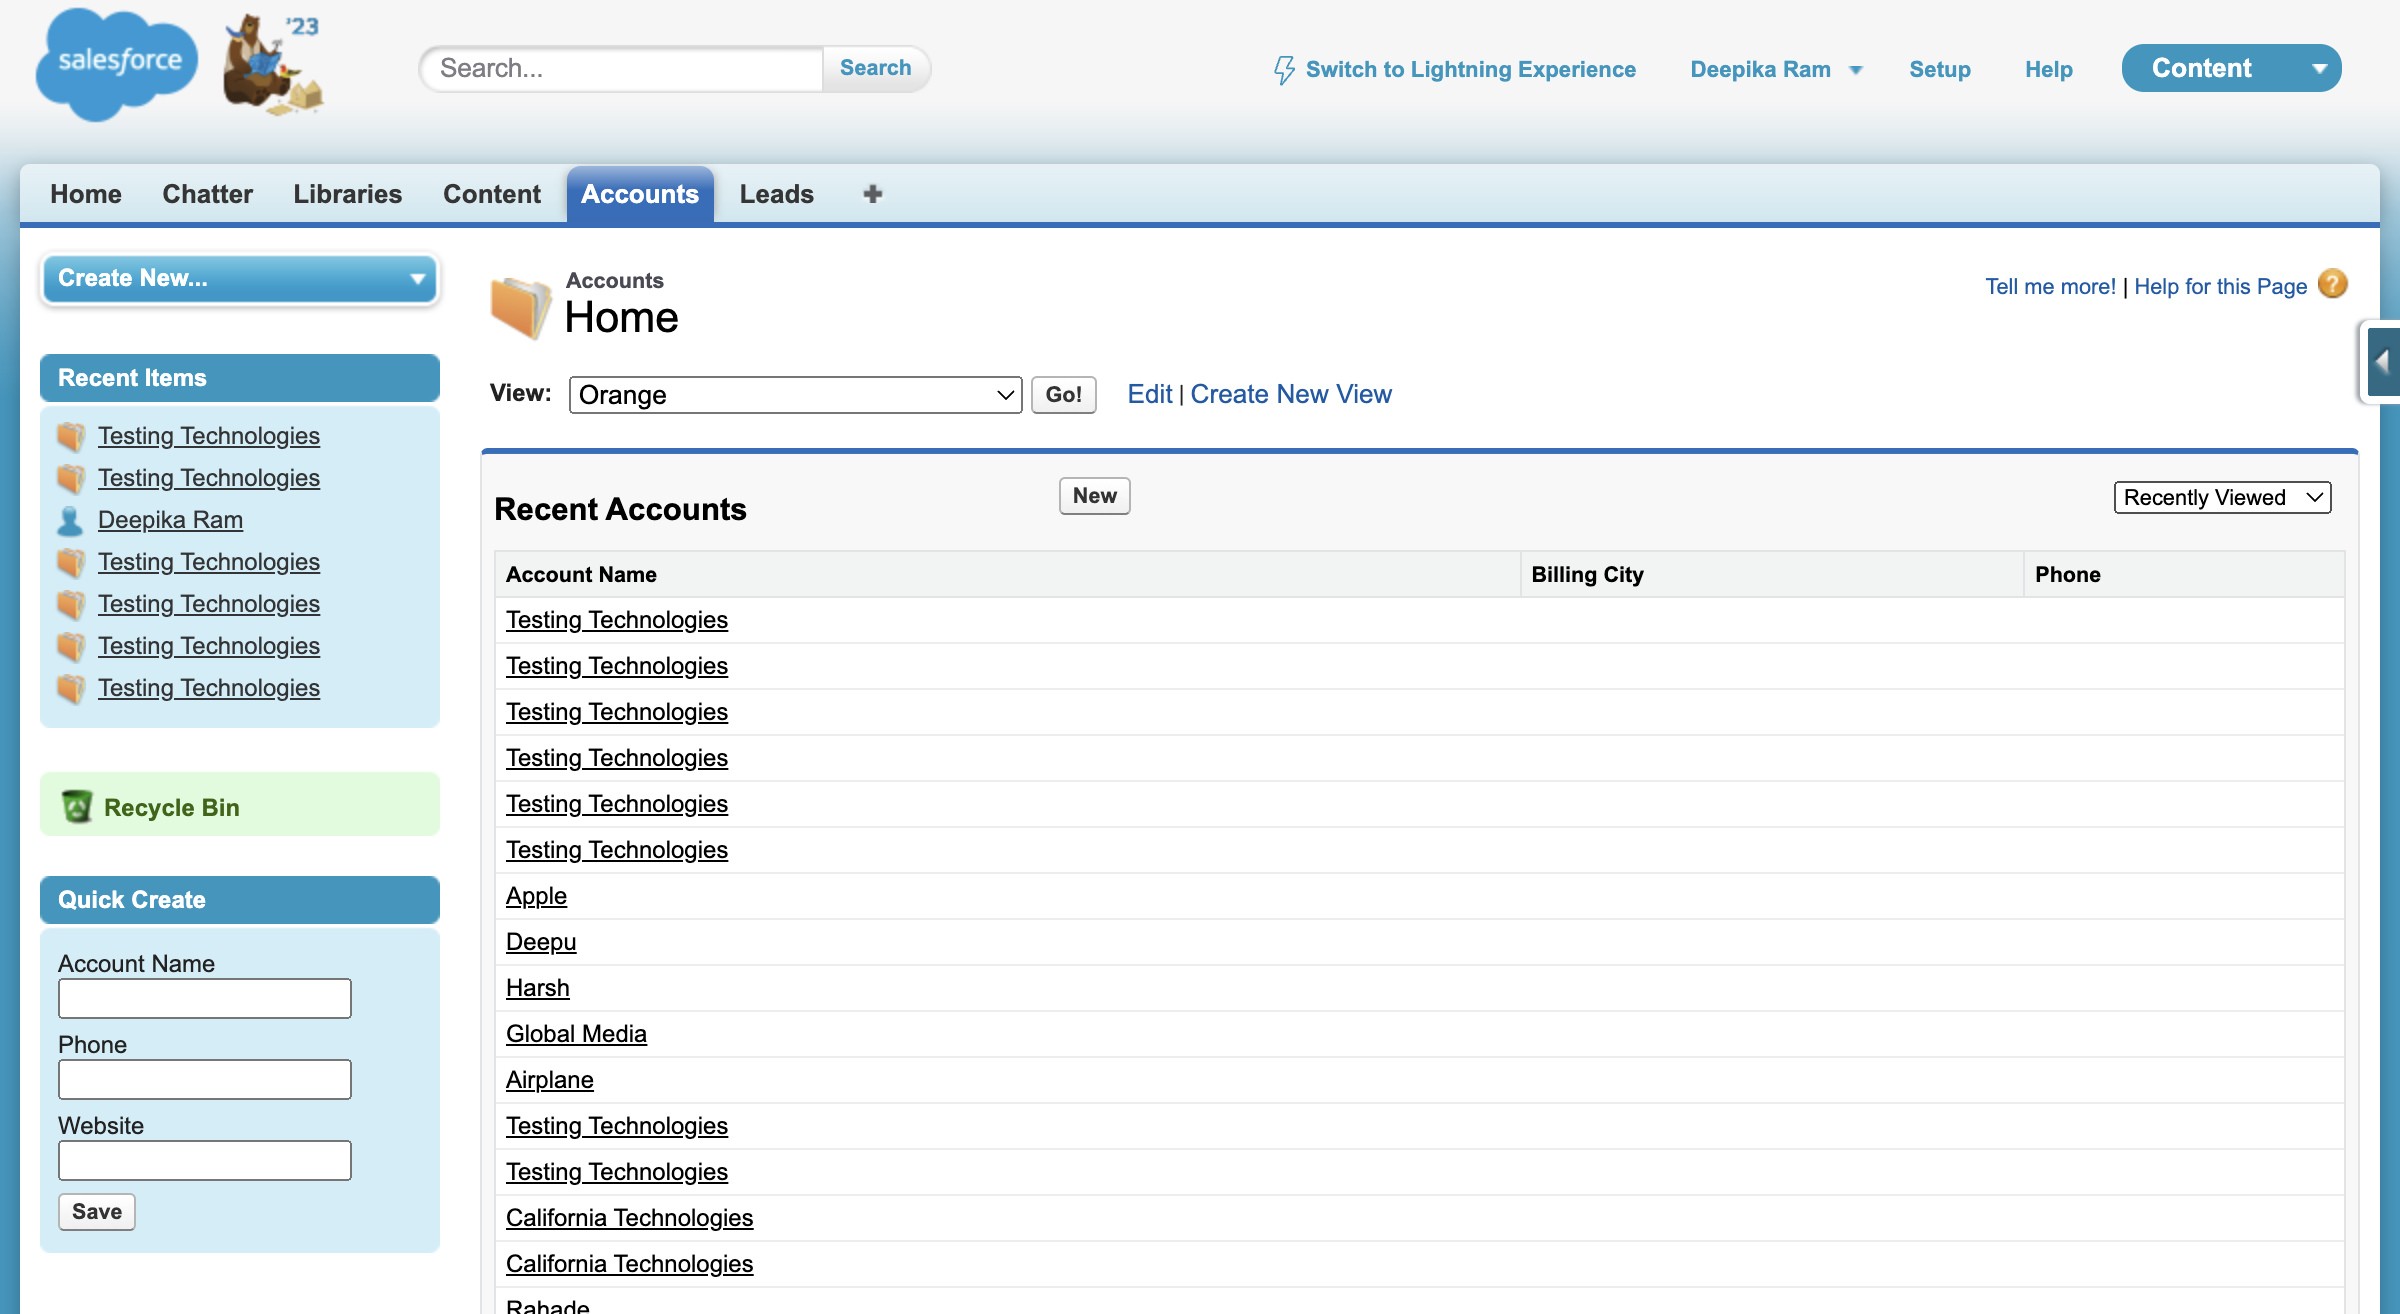 salesforce
'23
Search...
Search
Switch to Lightning Experience
Deepika Ram
Setup
Help
Content
Home
Chatter
Libraries
Content
Accounts
Leads
Create New...
Recent Items
Testing Technologies
Testing Technologies
Deepika Ram
Testing Technologies
Testing Technologies
Testing Technologies
Testing Technologies
Recycle Bin
Quick Create
Account Name
Phone
Website
Save
Accounts
Home
Tell me more! | Help for this Page ?
View: Orange Go! Edit | Create New View
Recent Accounts
New
Recently Viewed
Account Name Billing City Phone
Testing Technologies
Testing Technologies
Testing Technologies
Testing Technologies
Testing Technologies
Testing Technologies
Apple
Deepu
Harsh
Global Media
Airplane
Testing Technologies
Testing Technologies
California Technologies
California Technologies
Rahade